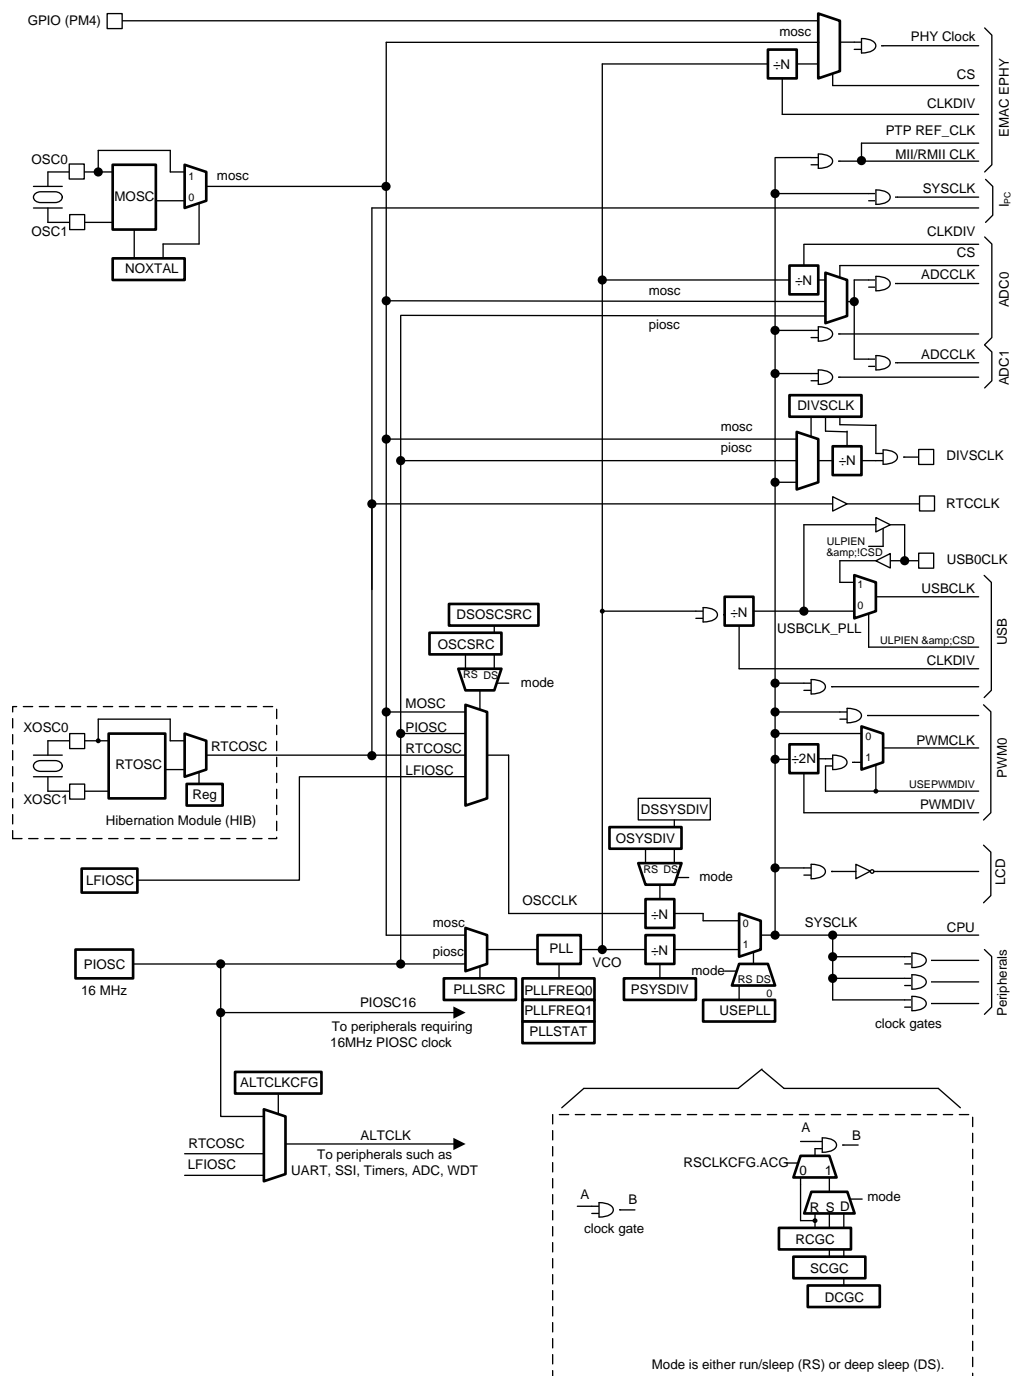 GPIO (PM4)
mosc
PHY Clock
÷N
CS
CLKDIV
EMAC EPHY
PTP REF_CLK
MII/RMII CLK
OSC0
MOSC
1
0
mosc
OSC1
NOXTAL
SYSCLK
I PC
CLKDIV
CS
÷N
ADCCLK
mosc
piosc
ADC0
ADCCLK
ADC1
DIVSCLK
mosc
piosc
÷N
DIVSCLK
RTCCLK
ULPIEN
&amp;!CSD
USB0CLK
1
0
USBCLK
÷N
USBCLK_PLL
ULPIEN &amp;CSD
CLKDIV
USB
DSOSCSRC
OSCSRC
RS DS
mode
MOSC
PIOSC
RTCOSC
LFIOSC
XOSC0
RTOSC
RTCOSC
XOSC1
Reg
Hibernation Module (HIB)
0
1
PWMCLK
÷2N
USEPWMDIV
PWMDIV
PWM0
DSSYSDIV
OSYSDIV
RS DS
mode
LFIOSC
LCD
OSCCLK
÷N
0
1
SYSCLK
CPU
mosc
piosc
PLL
VCO
÷N
PIOSC
16 MHz
PLLSRC
PLLFREQ0
PLLFREQ1
PLLSTAT
PSYSDIV
mode
RS DS
0
USEPLL
Peripherals
clock gates
PIOSC16
To peripherals requiring
16MHz PIOSC clock
ALTCLKCFG
RTCOSC
LFIOSC
ALTCLK
To peripherals such as
UART, SSI, Timers, ADC, WDT
A
B
RSCLKCFG.ACG
0 1
mode
R S D
A
B
clock gate
RCGC
SCGC
DCGC
Mode is either run/sleep (RS) or deep sleep (DS).